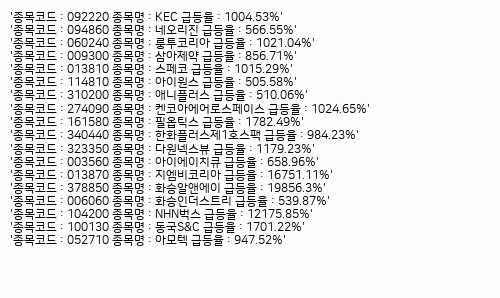 '종목코드 : 092220 종목명 : KEC 급등율 : 1004.53%'
'종목코드 : 094860 종목명 : 네오리진 급등율 : 566.55%'
'종목코드 : 060240 종목명 : 룽투코리아 급등율 : 1021.04%'
'종목코드 : 009300 종목명 : 삼아제약 급등율 : 856.71%'
'종목코드 : 013810 종목명 : 스페코 급등율 : 1015.29%'
'종목코드 : 114810 종목명 : 아이원스 급등율 : 505.58%'
'종목코드 : 310200 종목명 : 애니플러스 급등율 : 510.06%'
'종목코드 : 274090 종목명 : 켄코아에어로스페이스 급등율 : 1024.65%'
'종목코드 : 161580 종목명 : 필옵틱스 급등율 : 1782.49%'
'종목코드 : 340440 종목명 : 한화플러스제1호스팩 급등율 : 984.23%'
'종목코드 : 323350 종목명 : 다원넥스뷰 급등율 : 1179.23%'
'종목코드 : 003560 종목명 : 아이에이치큐 급등율 : 658.96%'
'종목코드 : 013870 종목명 : 지엠비코리아 급등율 : 16751.11%'
'종목코드 : 378850 종목명 : 화승알앤에이 급등율 : 19856.3%'
'종목코드 : 006060 종목명 : 화승인더스트리 급등율 : 539.87%'
'종목코드 : 104200 종목명 : NHN벅스 급등율 : 12175.85%'
'종목코드 : 100130 종목명 : 동국S&C 급등율 : 1701.22%'
'종목코드 : 052710 종목명 : 아모텍 급등율 : 947.52%'